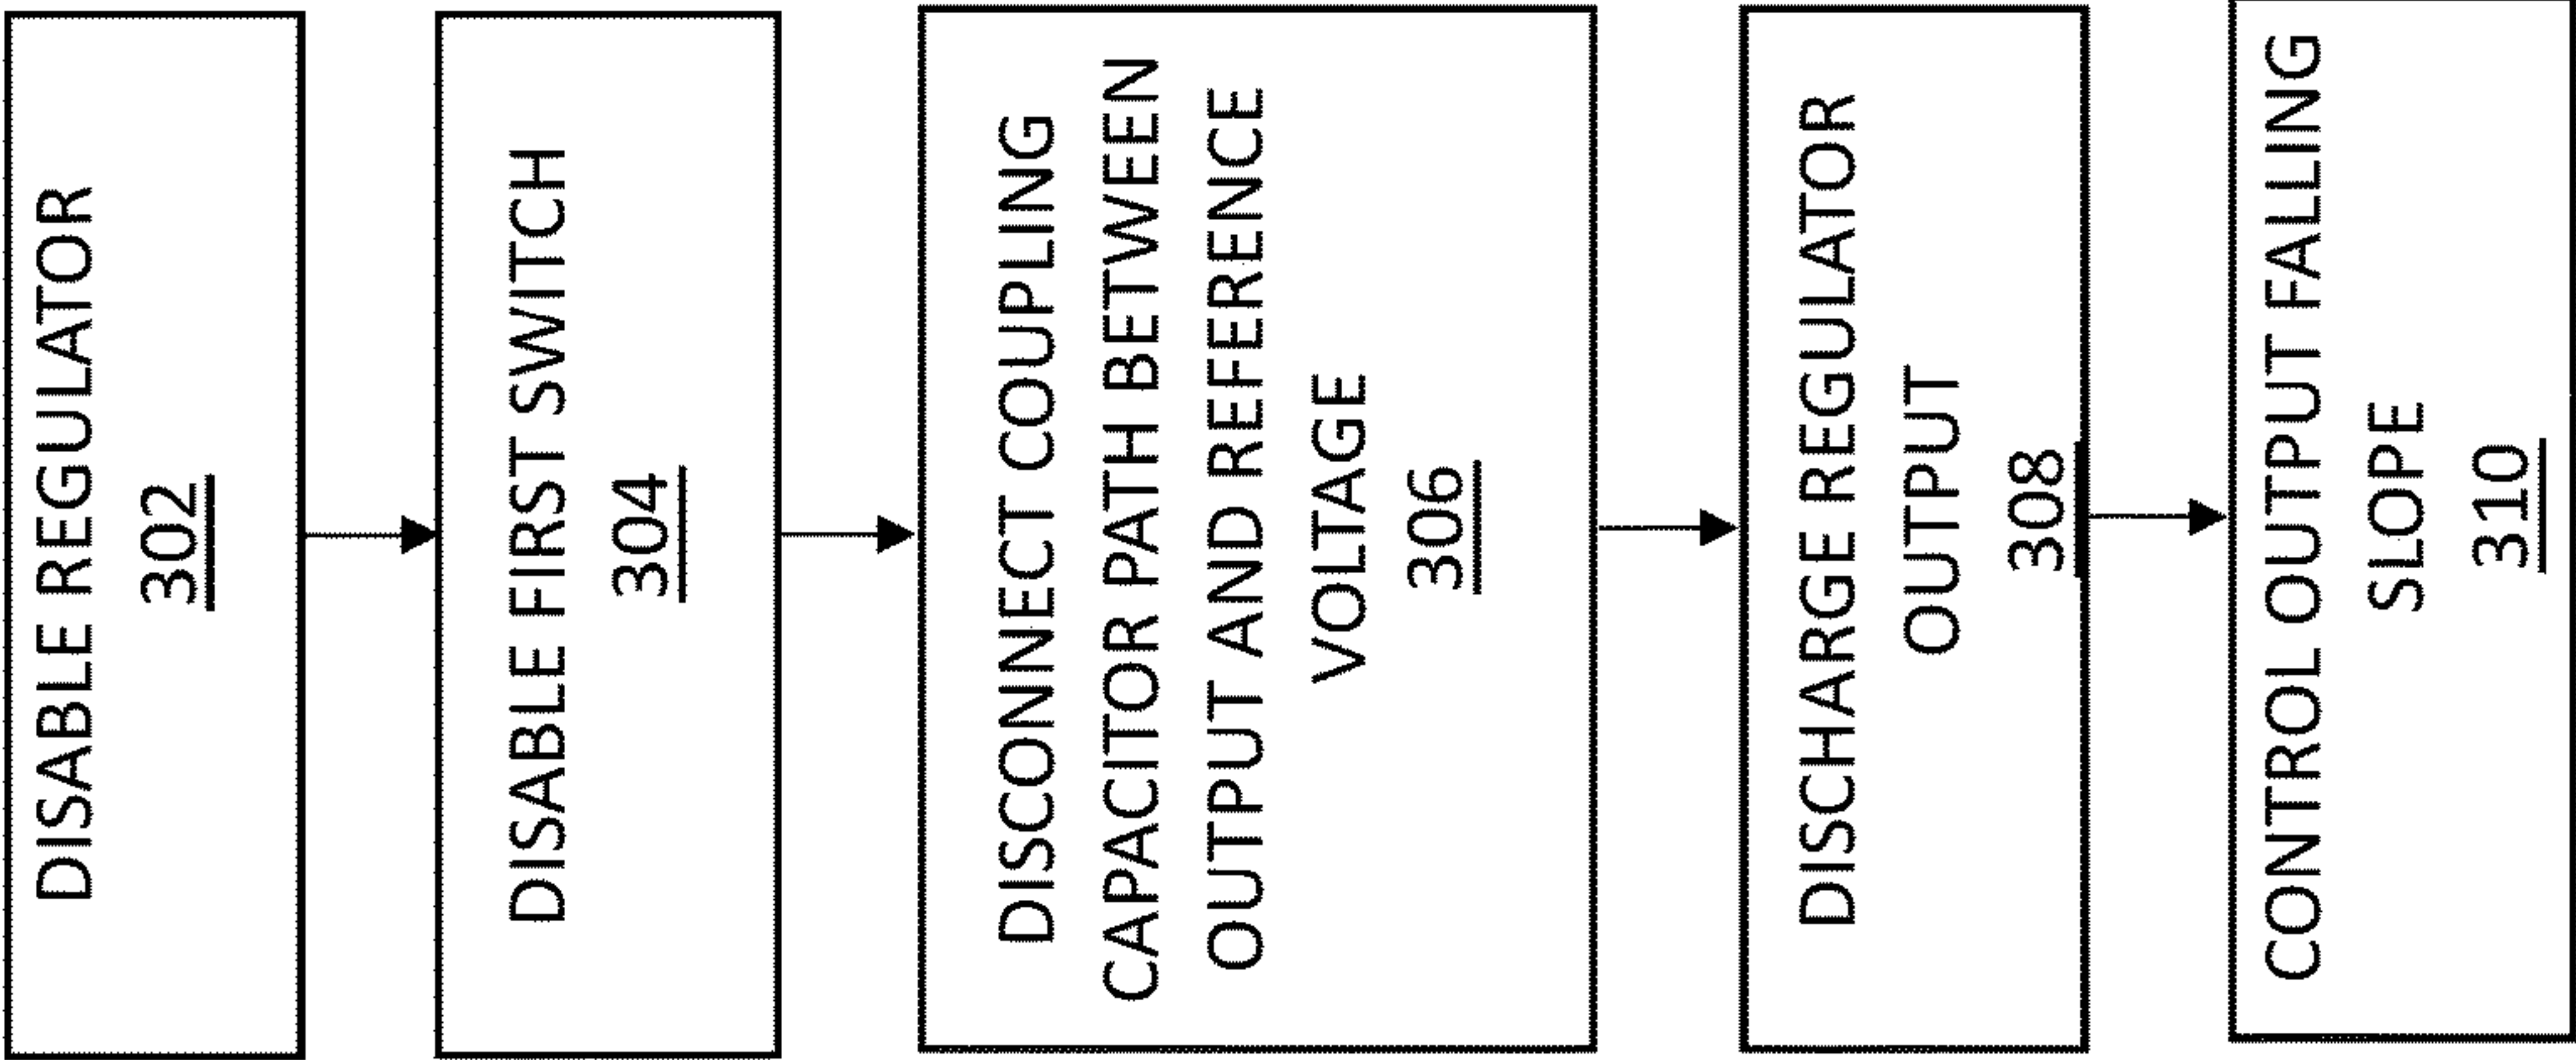 DISABLE REGULATOR
302
DISABLE FIRST SWITCH
304
DISCONNECT COUPLING
CAPACITOR PATH BETWEEN
OUTPUT AND REFERENCE
VOLTAGE
306
DISCHARGE REGULATOR
OUTPUT
308
CONTROL OUTPUT FALLING
SLOPE
310